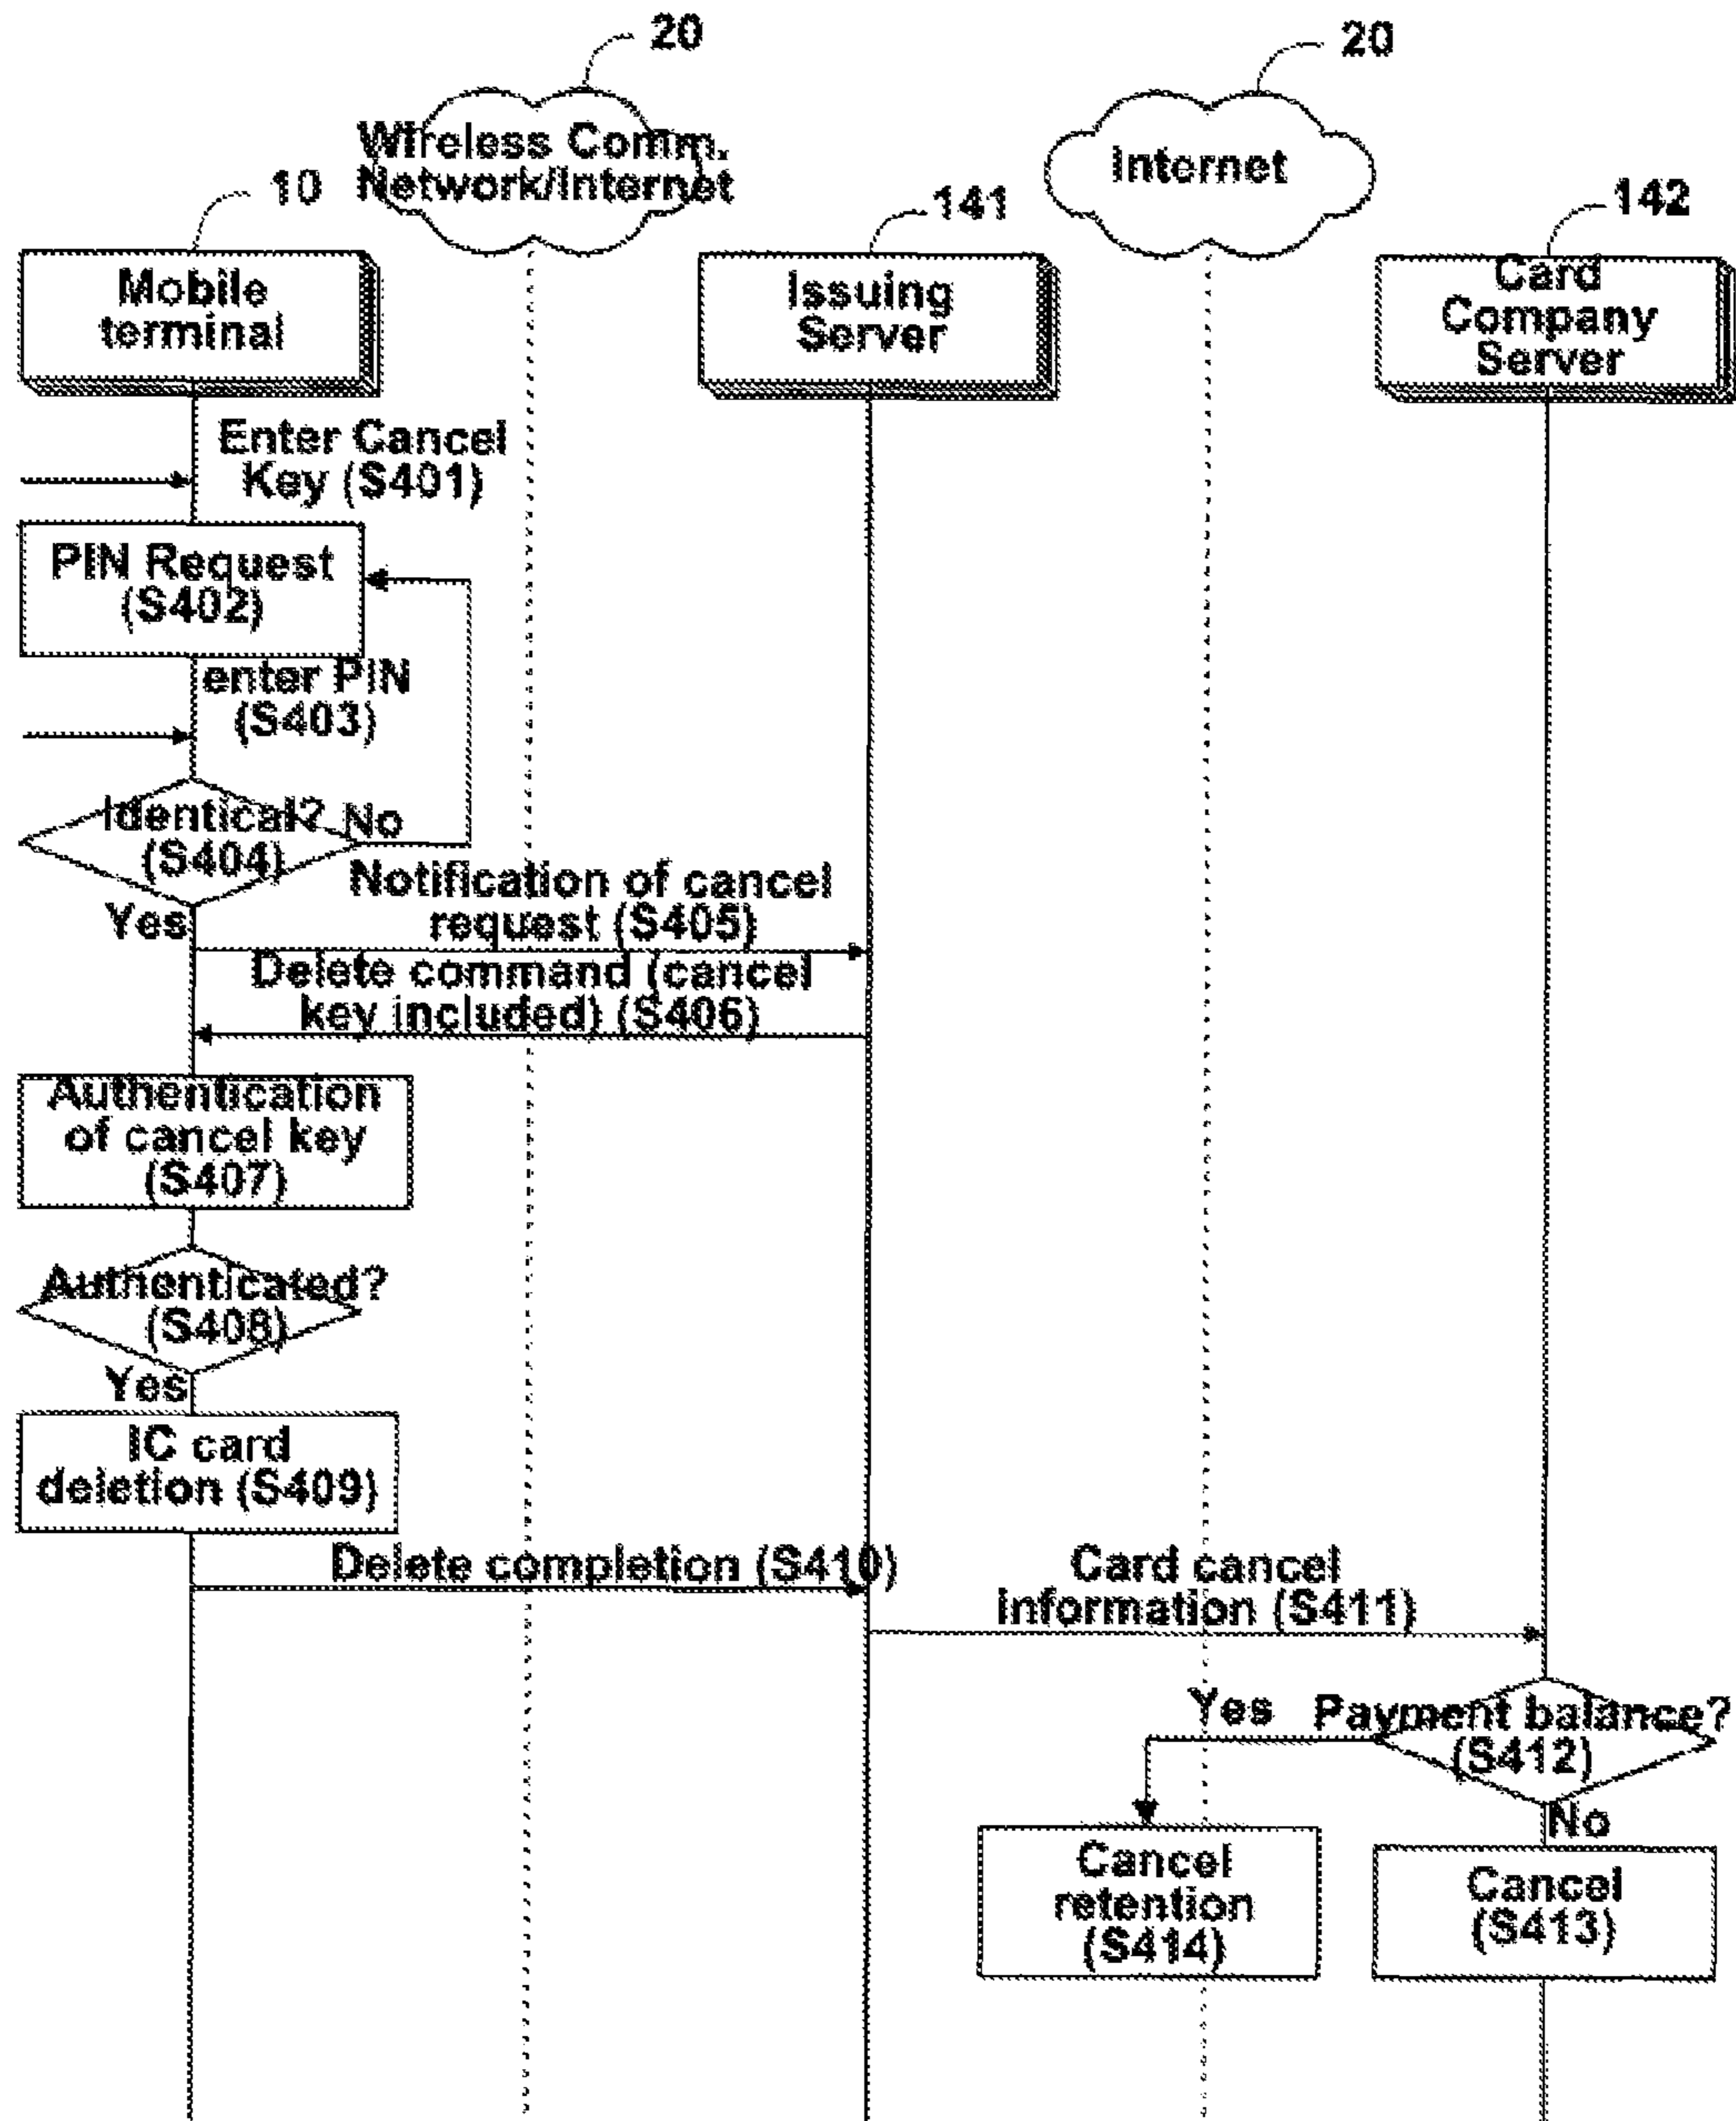 20
20
Wireless Comm.
Network/Internet
Internet
10
141
142
Mobile
terminal
Issuing
Server
Card
Company
Server
Enter Cancel
Key (S401)
PIN Request
(S402)
enter PIN
(S403)
Identical?
(S404)
No
Yes
Notification of cancel
request (S405)
Delete command (cancel
key included) (S406)
Authentication
of cancel key
(S407)
Authenticated?
(S408)
Yes
IC card
deletion (S409)
Delete completion (S410)
Card cancel
information (S411)
Yes
Payment balance?
(S412)
No
Cancel
retention
(S414)
Cancel
(S413)